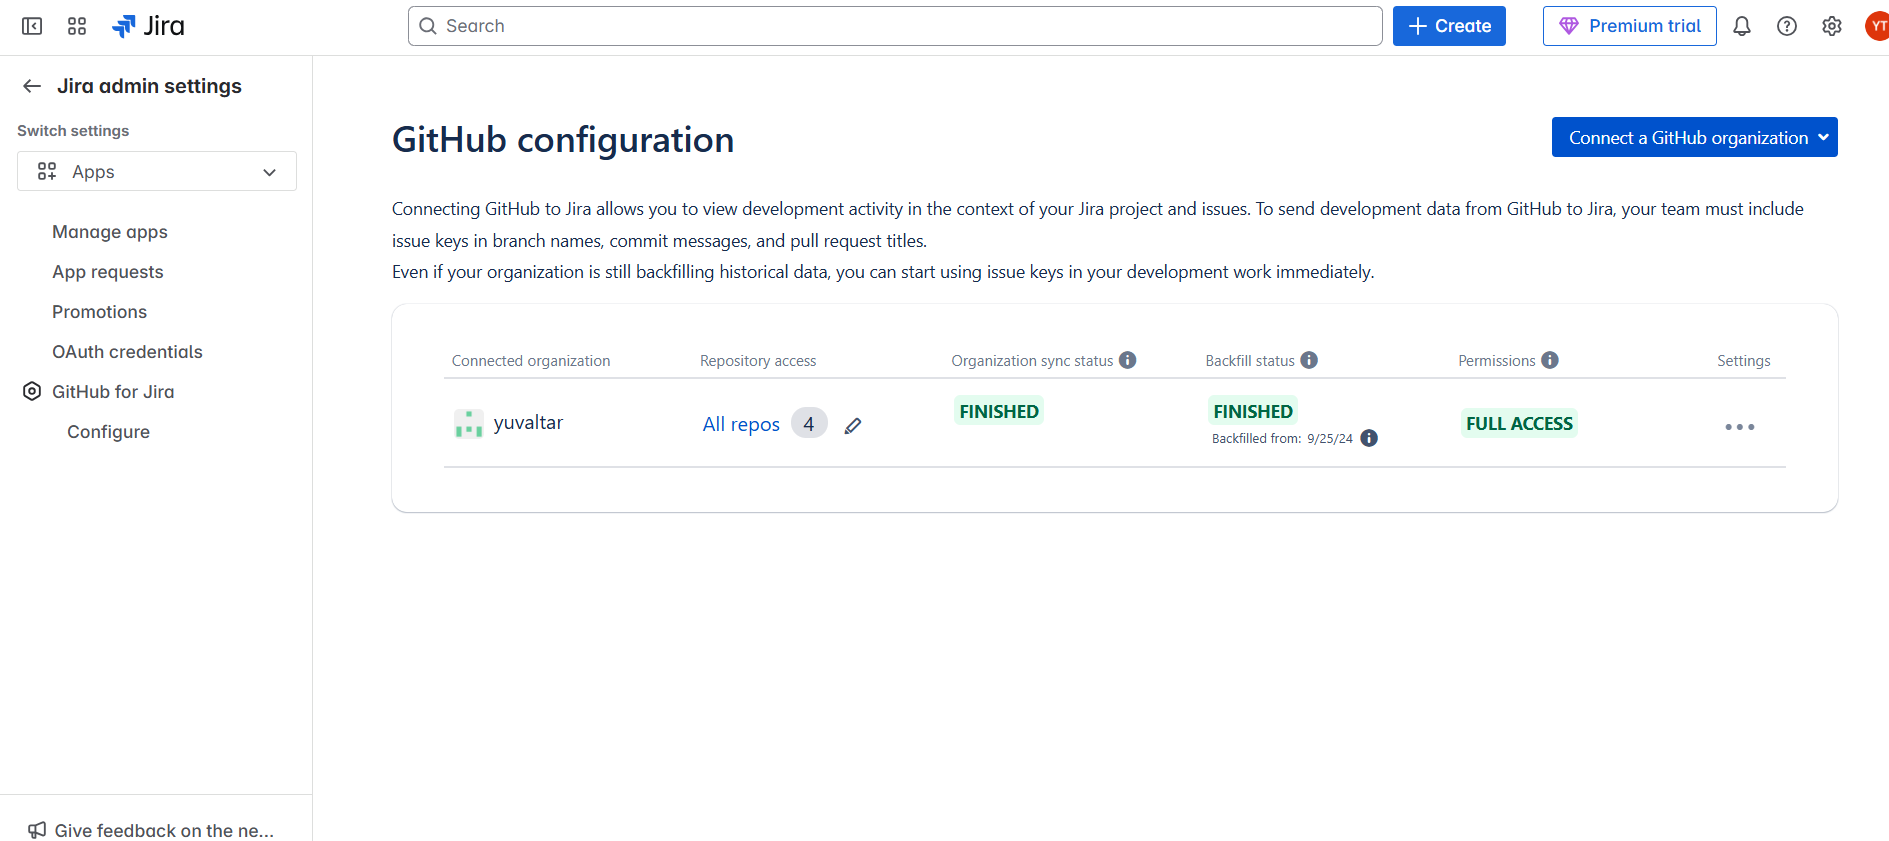 Jira
Search
Create
Premium trial
YT
Jira admin settings
Switch settings
Apps
Manage apps
App requests
Promotions
OAuth credentials
GitHub for Jira
Configure
Give feedback on the ne...
GitHub configuration
Connect a GitHub organization
Connecting GitHub to Jira allows you to view development activity in the context of your Jira project and issues. To send development data from GitHub to Jira, your team must include
issue keys in branch names, commit messages, and pull request titles.
Even if your organization is still backfilling historical data, you can start using issue keys in your development work immediately.
Connected organization Repository access Organization sync status Backfill status Permissions Settings
yuvaltar All repos 4 FINISHED FINISHED FULL ACCESS
Backfilled from: 9/25/24